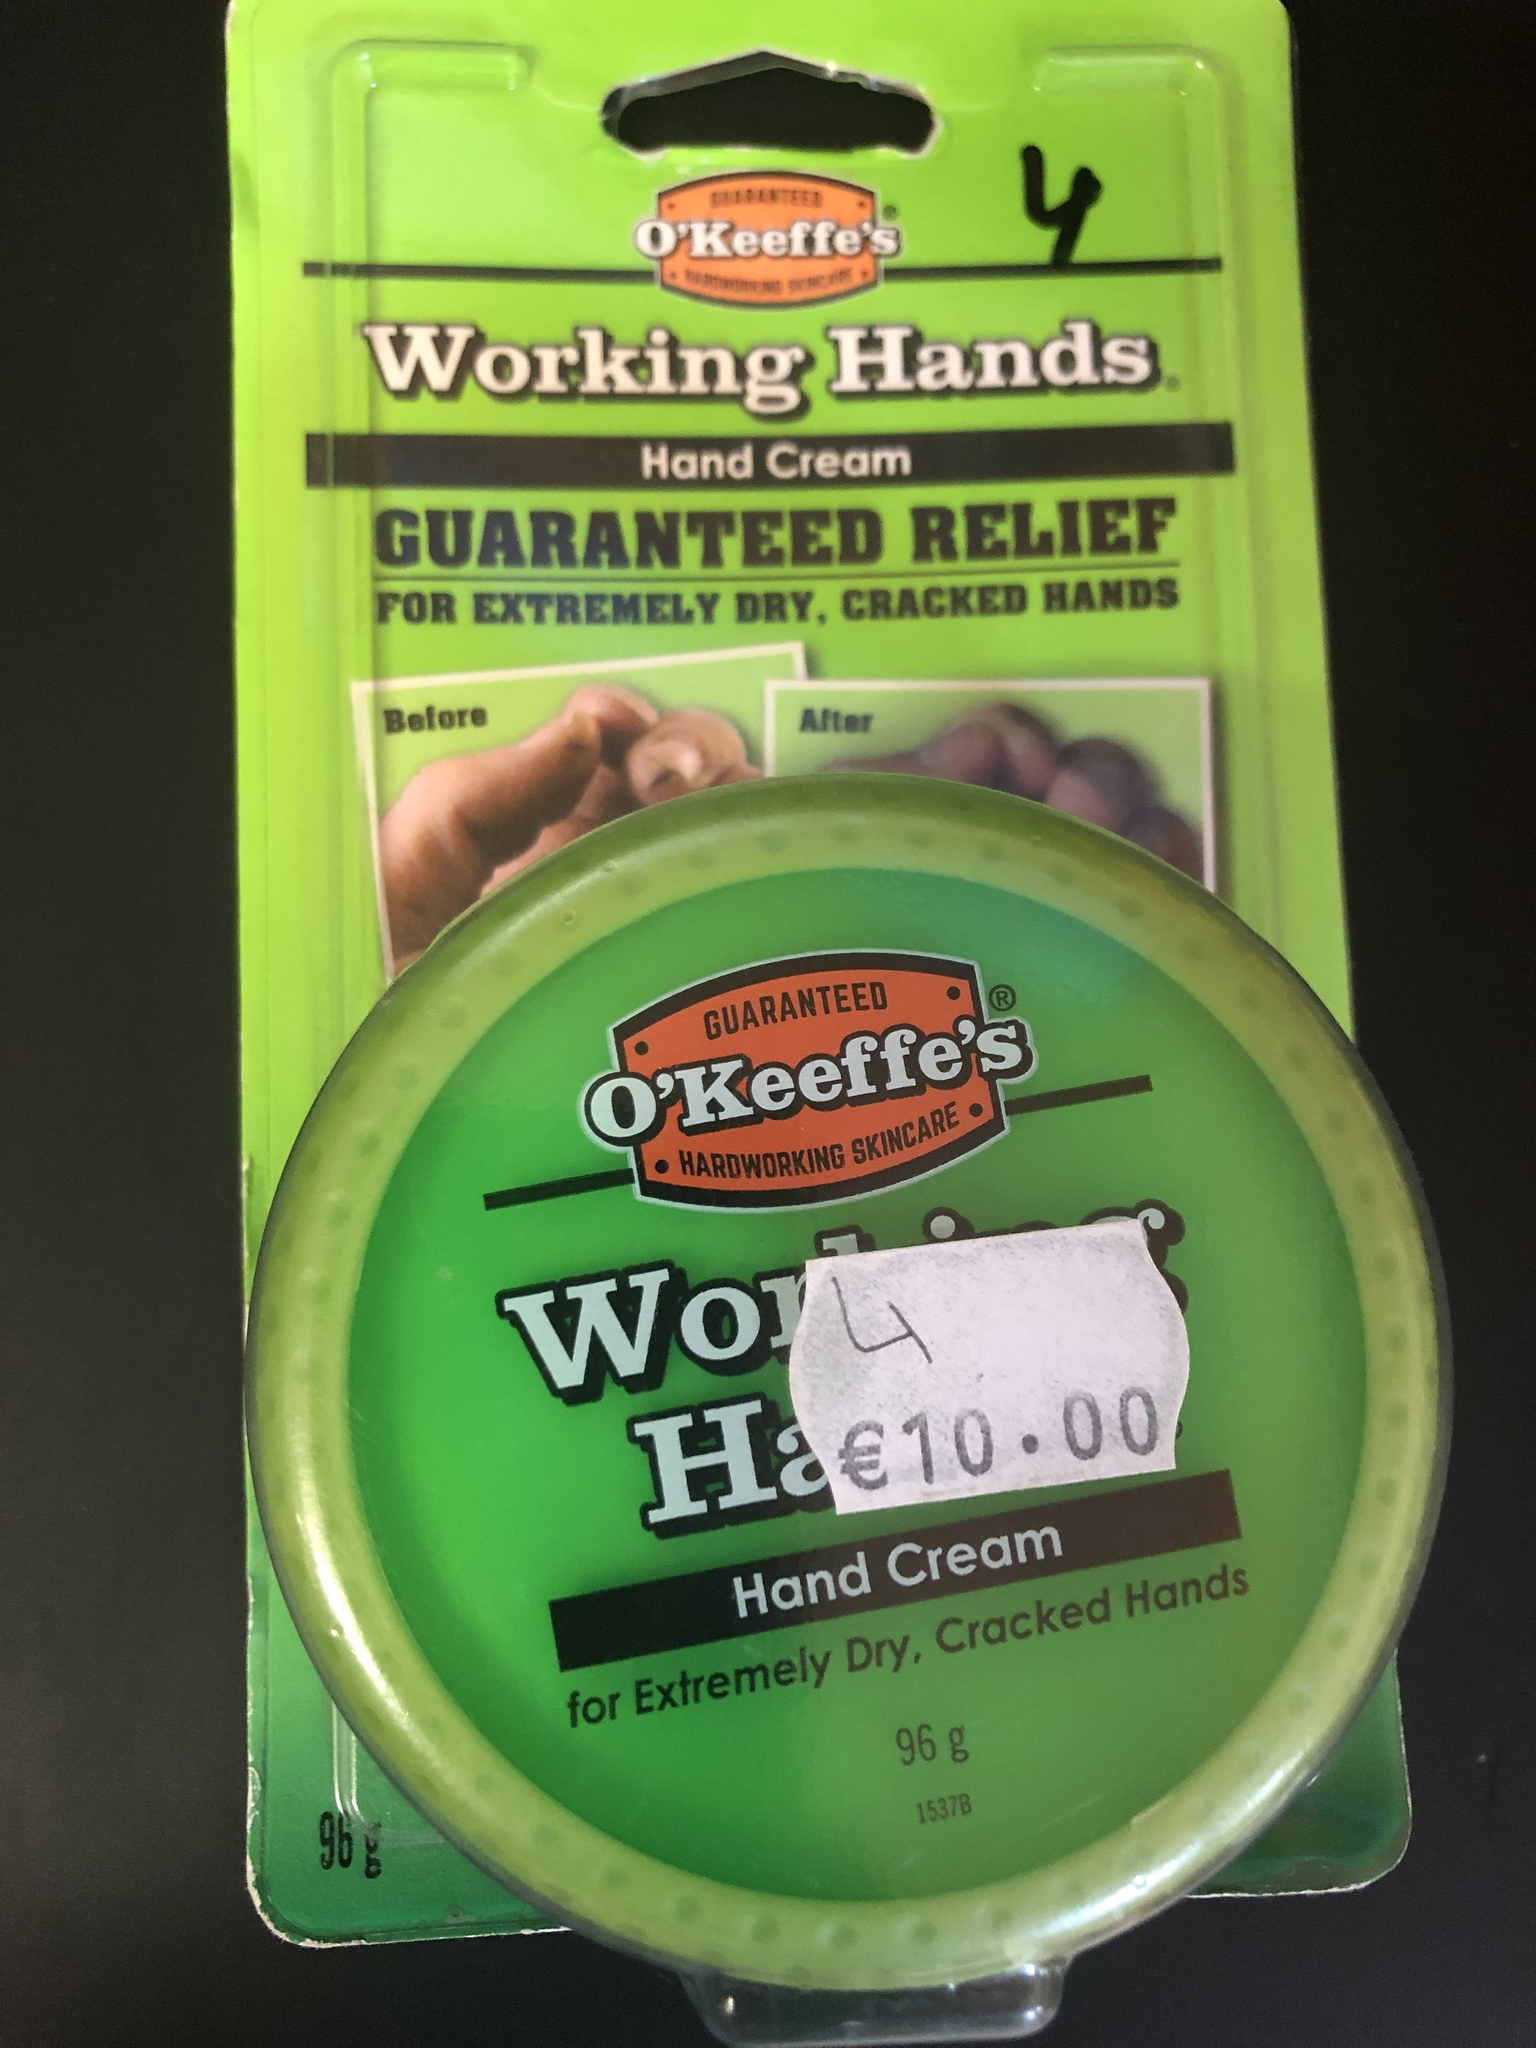 GUARANTEED
O'Keeffe's®
HARDWORKING SKINCARE
4
Working Hands
Hand Cream
GUARANTEED RELIEF
FOR EXTREMELY DRY, CRACKED HANDS
Before
After
GUARANTEED
O'Keeffe's®
HARDWORKING SKINCARE
Working
4
Ha
€10.00
Hand Cream
for Extremely Dry, Cracked Hands
96 g
1537B
96 g